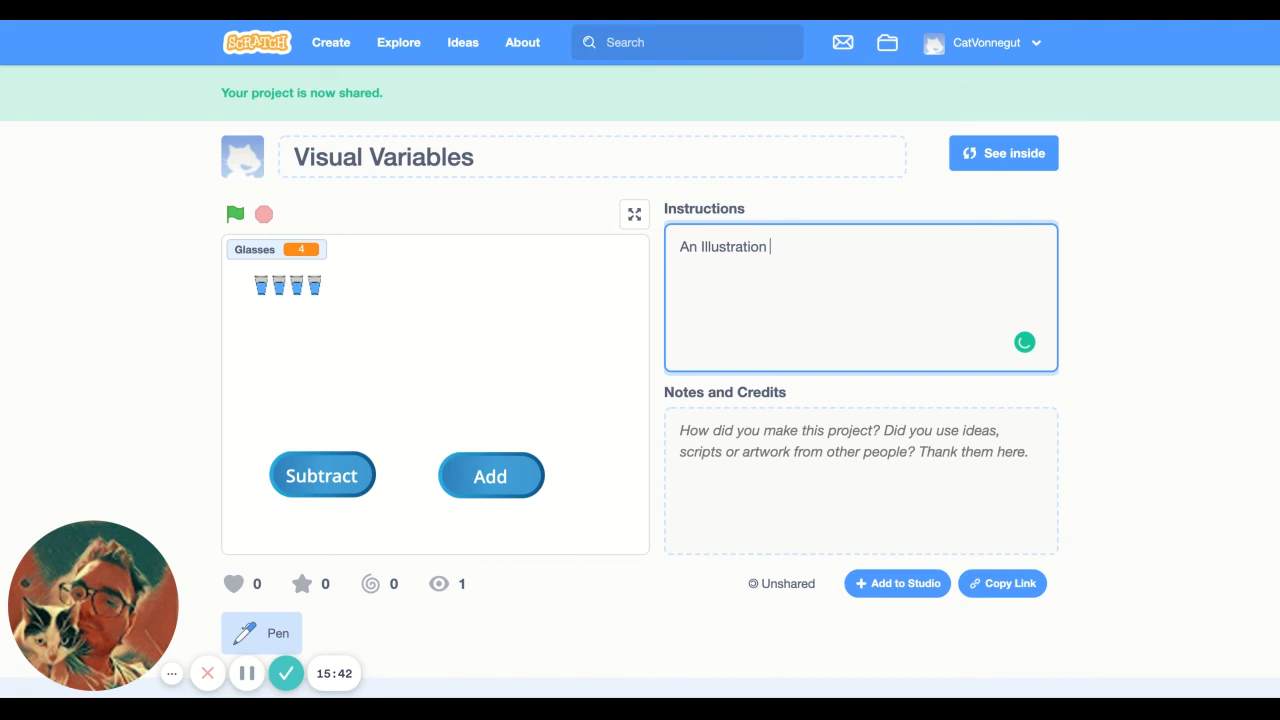 SCRATCH Create Explore Ideas About Search CatVonnegut
Your project is now shared.
Visual Variables
See inside
Instructions
Glasses 4
An Illustration
Subtract Add
Notes and Credits
How did you make this project? Did you use ideas,
scripts or artwork from other people? Thank them here.
0 0 0 1
Unshared Add to Studio Copy Link
Pen
15:42